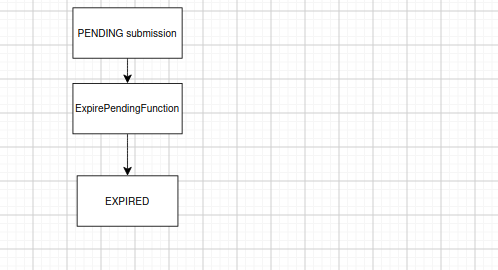 PENDING submission
ExpirePendingFunction
EXPIRED